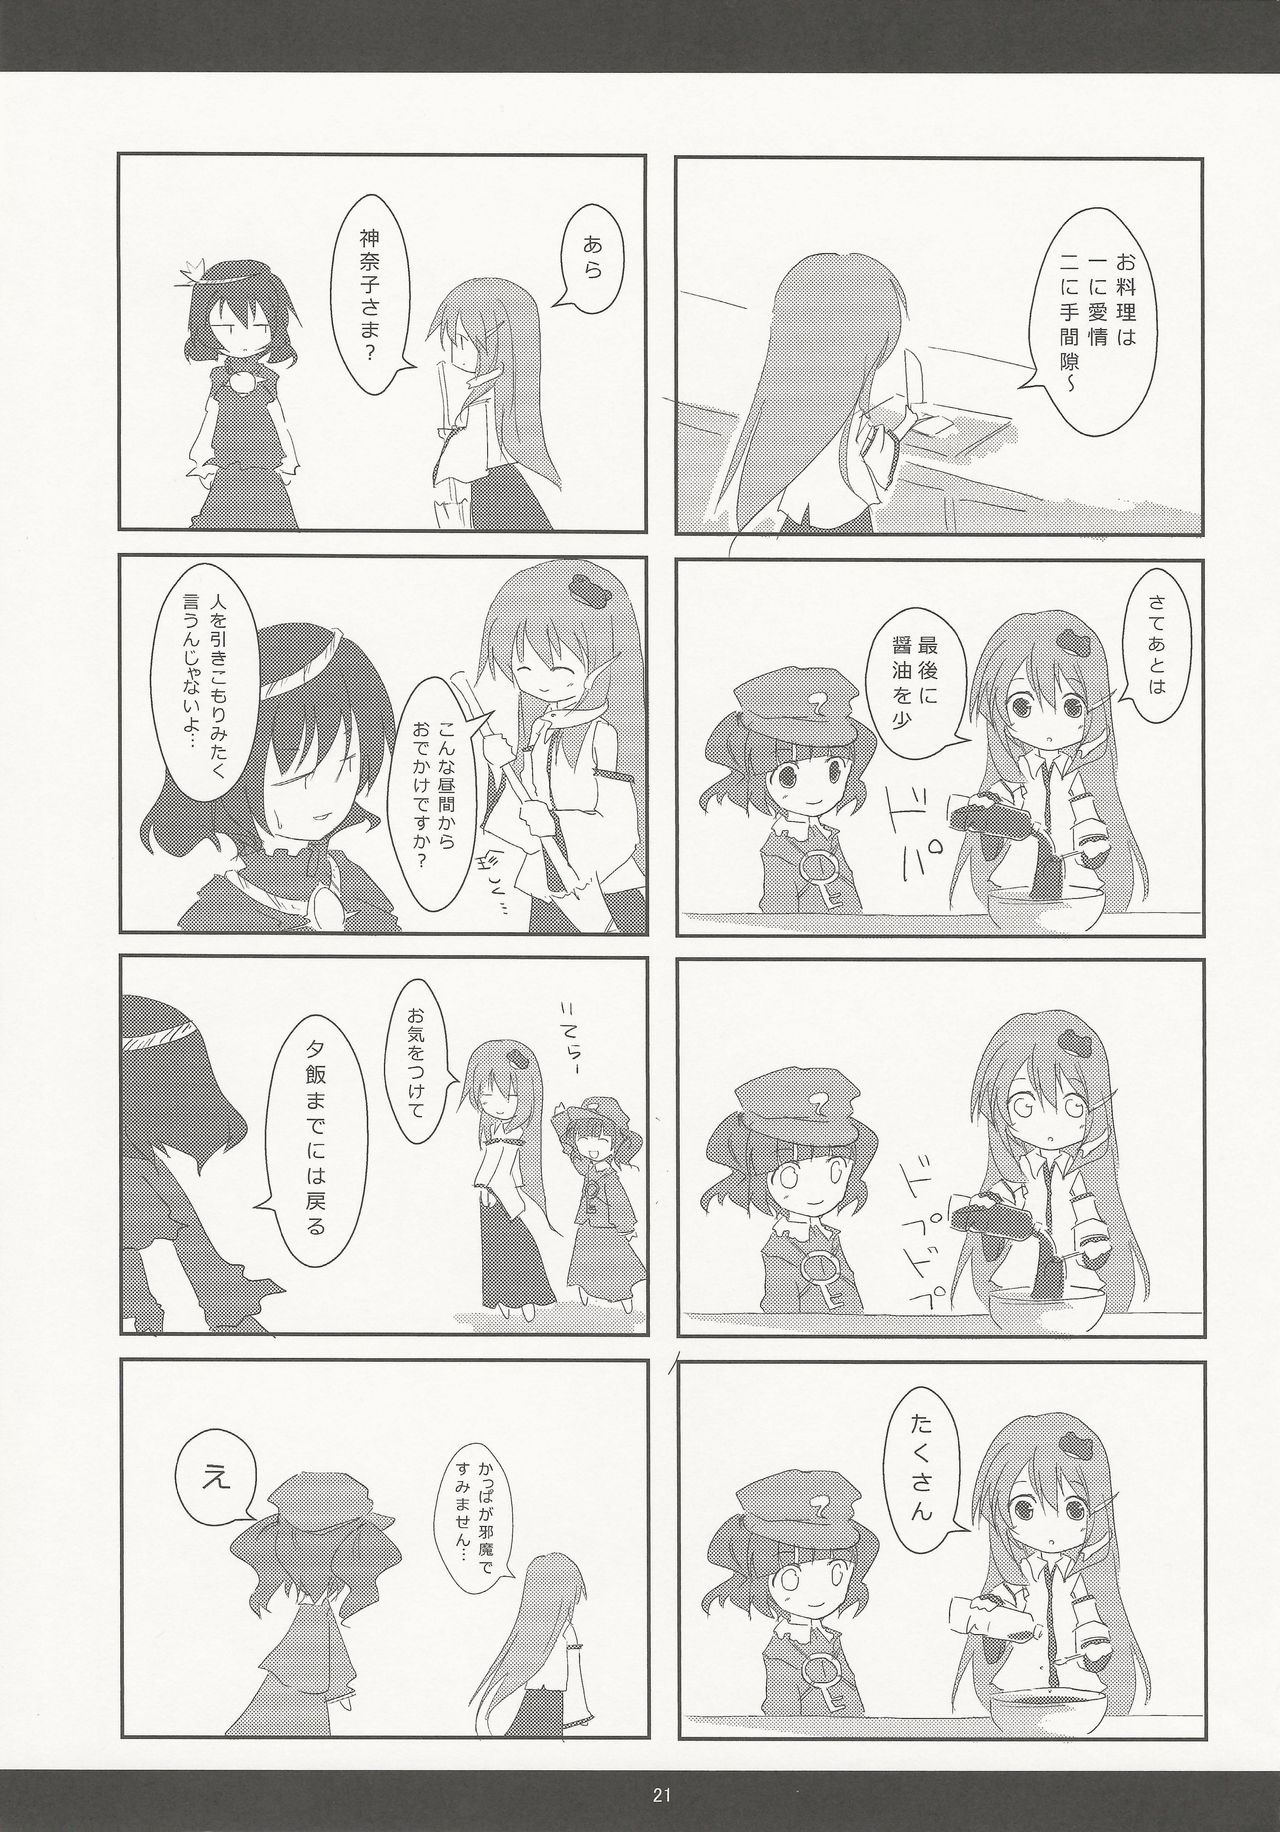 お料理は
一に愛情
二に手間隙～
さてあとは
最後に
醤油を少
ドパ
ドプドプ
たくさん
あら
神奈子さま？
こんな昼間から
おでかけですか？
珍しく…
人を引きこもりみたく
言うんじゃないよ…
てらー
お気をつけて
夕飯までには戻る
かっぱが邪魔で
すみません…
え
21